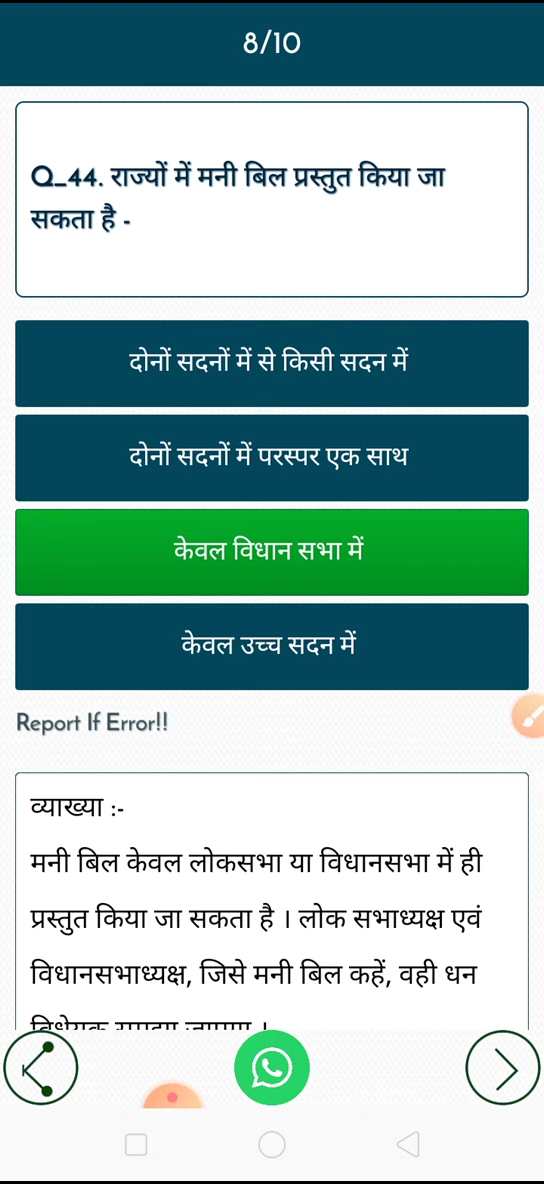 8/10
Q_44. राज्यों में मनी बिल प्रस्तुत किया जा
सकता है -
दोनों सदनों में से किसी सदन में
दोनों सदनों में परस्पर एक साथ
केवल विधान सभा में
केवल उच्च सदन में
Report If Error!!
व्याख्या :-
मनी बिल केवल लोकसभा या विधानसभा में ही
प्रस्तुत किया जा सकता है । लोक सभाध्यक्ष एवं
विधानसभाध्यक्ष, जिसे मनी बिल कहें, वही धन